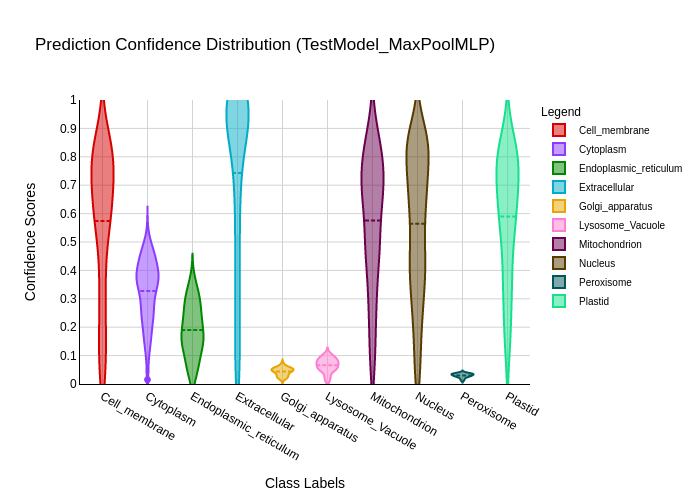 Prediction Confidence Distribution (TestModel_MaxPoolMLP)
Legend
Cell_membrane
Cytoplasm
Endoplasmic_reticulum
Extracellular
Golgi_apparatus
Lysosome_Vacuole
Mitochondrion
Nucleus
Peroxisome
Plastid
Confidence Scores
1
0.9
0.8
0.7
0.6
0.5
0.4
0.3
0.2
0.1
0
Cell_membrane
Cytoplasm
Endoplasmic_reticulum
Extracellular
Golgi_apparatus
Lysosome_Vacuole
Mitochondrion
Nucleus
Peroxisome
Plastid
Class Labels